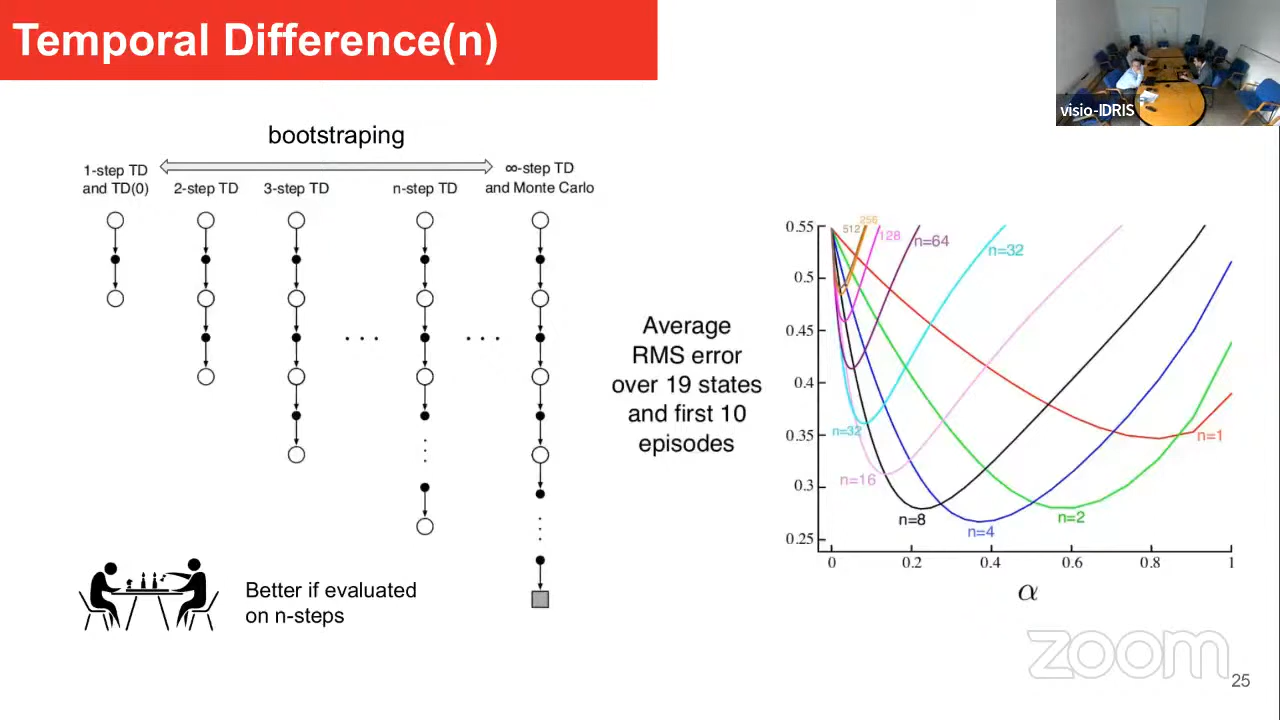 Temporal Difference(n)
visio-IDRIS
bootstraping
1-step TD
and TD(0)
2-step TD
3-step TD
n-step TD
∞-step TD
and Monte Carlo
Better if evaluated
on n-steps
Average
RMS error
over 19 states
and first 10
episodes
0.55
0.5
0.45
0.4
0.35
0.3
0.25
256
512
128
n=64
n=32
n=32
n=16
n=8
n=4
n=2
n=1
0
0.2
0.4
0.6
0.8
1
α
zoom
25